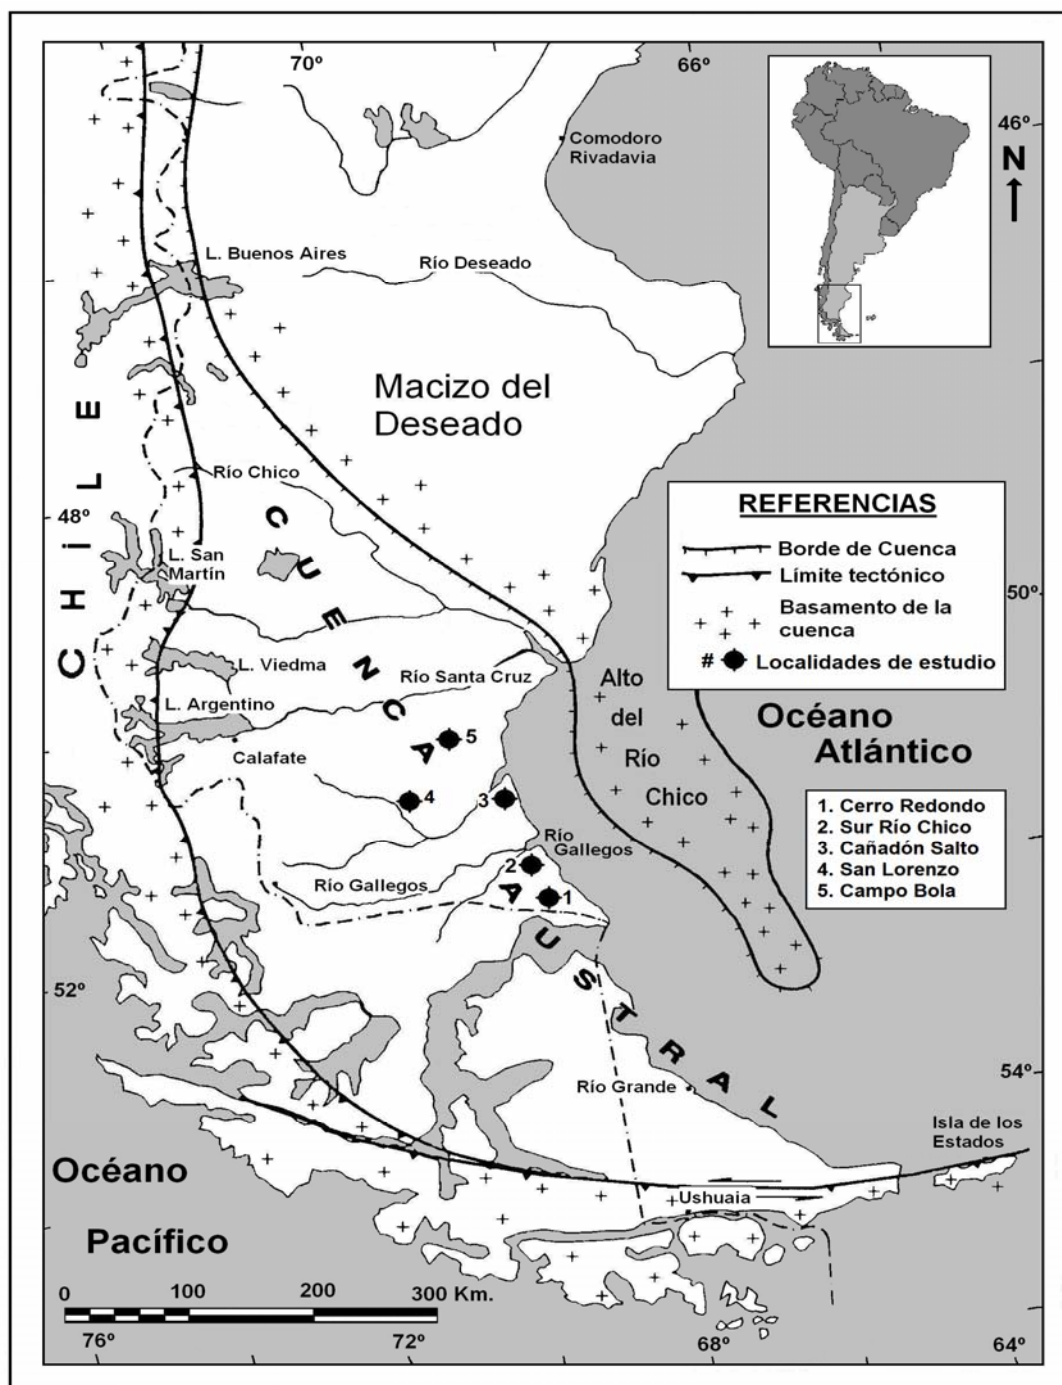 70º
66º
46º
N
Comodoro
Rivadavia
L. Buenos Aires
Río Deseado
Macizo del
Deseado
CHiLE
Río Chico
CUENCA
48º
L. San
Martín
REFERENCIAS
Borde de Cuenca
Límite tectónico
Basamento de la
cuenca
# Localidades de estudio
50º
L. Viedma
Río Santa Cruz
L. Argentino
Calafate
Alto
del
Río
Chico
Océano
Atlántico
5
4
3
1. Cerro Redondo
2. Sur Río Chico
3. Cañadón Salto
4. San Lorenzo
5. Campo Bola
Río
Gallegos
2
Río Gallegos
1
AUSTRAL
52º
54º
Río Grande
Isla de los
Estados
Océano
Pacífico
Ushuaia
0 100 200 300 Km.
76º
72º
68º
64º